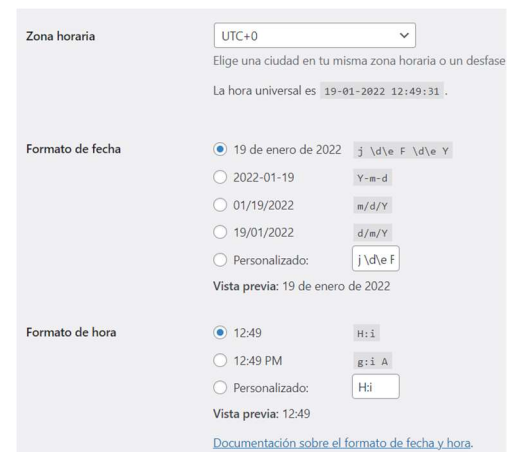 Zona horaria UTC+0
Elige una ciudad en tu misma zona horaria o un desfase
La hora universal es 19-01-2022 12:49:31 .
Formato de fecha 19 de enero de 2022 j \d\e F \d\e Y
2022-01-19 Y-m-d
01/19/2022 m/d/Y
19/01/2022 d/m/Y
Personalizado: j \d\e F
Vista previa: 19 de enero de 2022
Formato de hora 12:49 H:i
12:49 PM g:i A
Personalizado: H:i
Vista previa: 12:49
Documentación sobre el formato de fecha y hora.